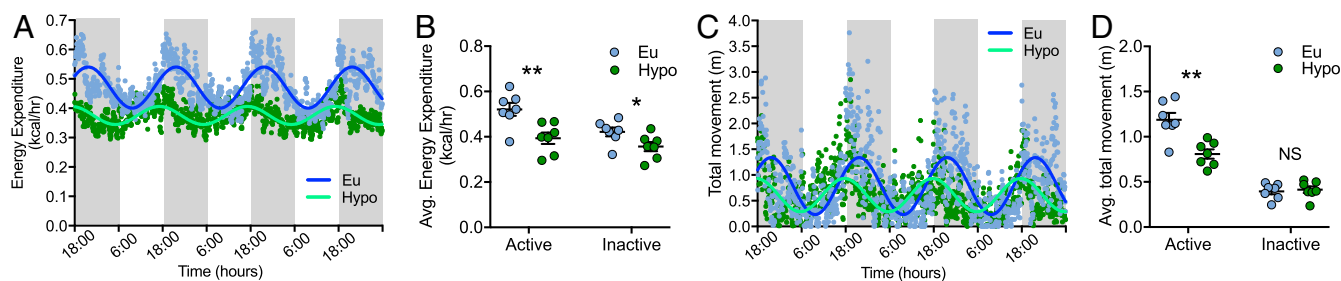 A
Energy Expenditure
(kcal/hr)
0.7
0.6
0.5
0.4
0.3
0.2
0.1
0.0
Eu
Hypo
18:00
6:00
18:00
6:00
18:00
6:00
18:00
Time (hours)
B
Avg. Energy Expenditure
(kcal/hr)
0.8
0.6
0.4
0.2
0.0
Eu
Hypo
**
*
Active
Inactive
C
Total movement (m)
4.0
3.5
3.0
2.5
2.0
1.5
1.0
0.5
0.0
Eu
Hypo
18:00
6:00
18:00
6:00
18:00
6:00
18:00
Time (hours)
D
Avg. total movement (m)
2.0
1.5
1.0
0.5
0.0
Eu
Hypo
**
NS
Active
Inactive